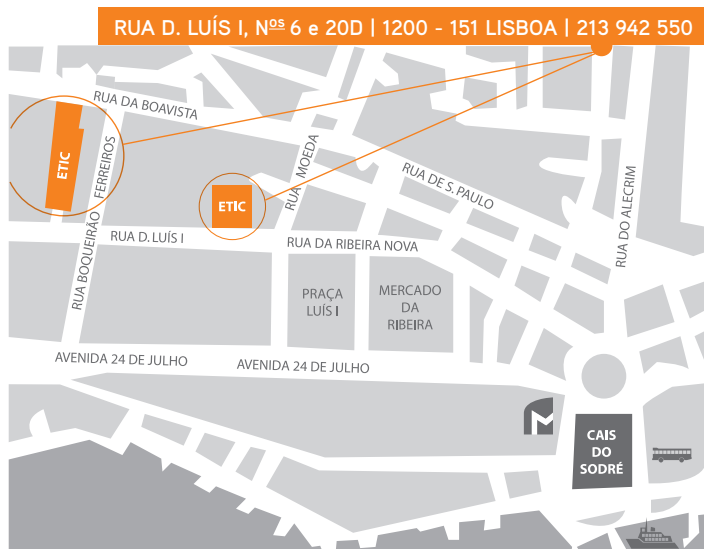 RUA D. LUÍS I, Nos 6 e 20D | 1200 - 151 LISBOA | 213 942 550
RUA DA BOAVISTA
ETIC
RUA BOQUEIRÃO FERREIROS
RUA MOEDA
ETIC
RUA DE S. PAULO
RUA DO ALECRIM
RUA D. LUÍS I
RUA DA RIBEIRA NOVA
PRAÇA
LUÍS I
MERCADO
DA
RIBEIRA
AVENIDA 24 DE JULHO
AVENIDA 24 DE JULHO
M
CAIS
DO
SODRÉ